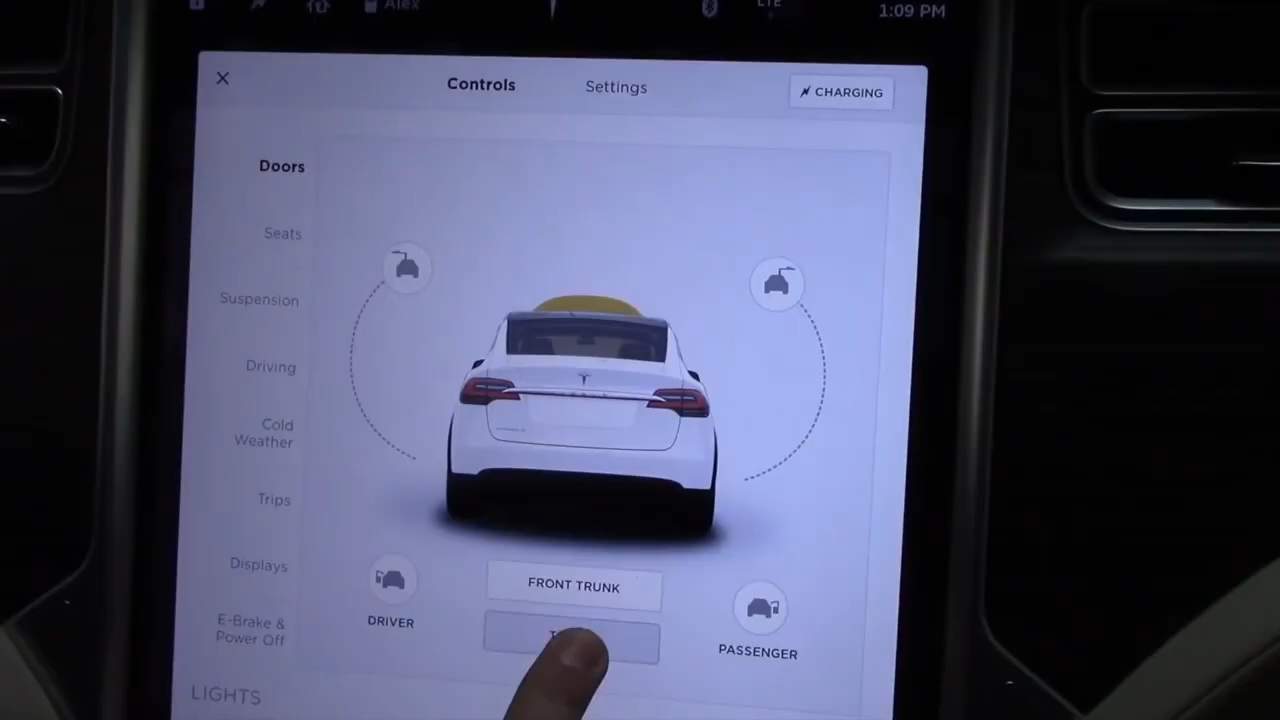 Alex
LTE
1:09 PM
Controls
Settings
CHARGING
Doors
Seats
Suspension
Driving
Cold
Weather
Trips
Displays
E-Brake &
Power Off
LIGHTS
FRONT TRUNK
DRIVER
PASSENGER